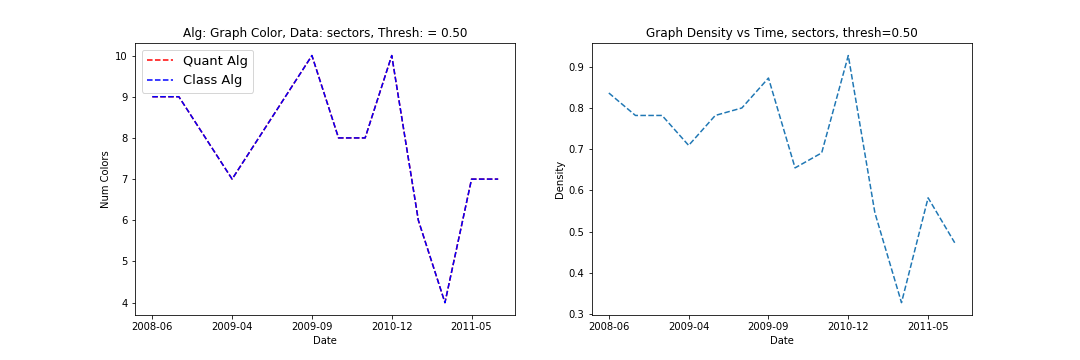 Alg: Graph Color, Data: sectors, Thresh: = 0.50
Quant Alg
Class Alg
10
9
8
7
6
5
4
Num Colors
2008-06 2009-04 2009-09 2010-12 2011-05
Date
Graph Density vs Time, sectors, thresh=0.50
0.9
0.8
0.7
0.6
0.5
0.4
0.3
Density
2008-06 2009-04 2009-09 2010-12 2011-05
Date